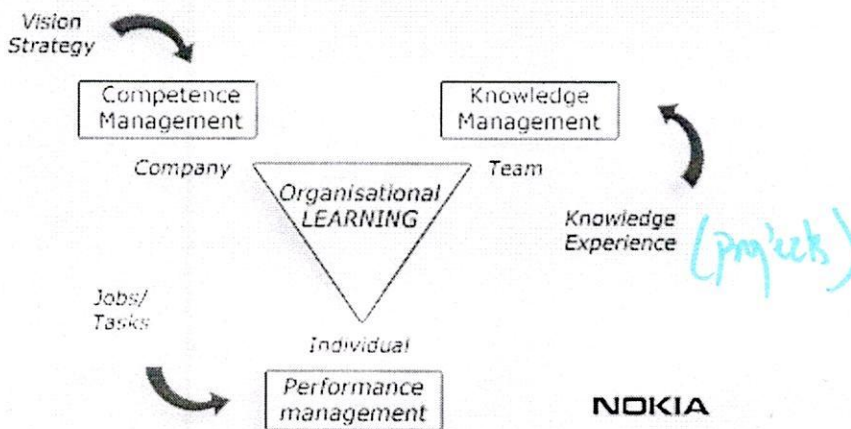 Vision
Strategy
Competence
Management
Knowledge
Management
Company
Team
Organisational
LEARNING
Knowledge
Experience
(projects)
Jobs/
Tasks
Individual
Performance
management
NOKIA